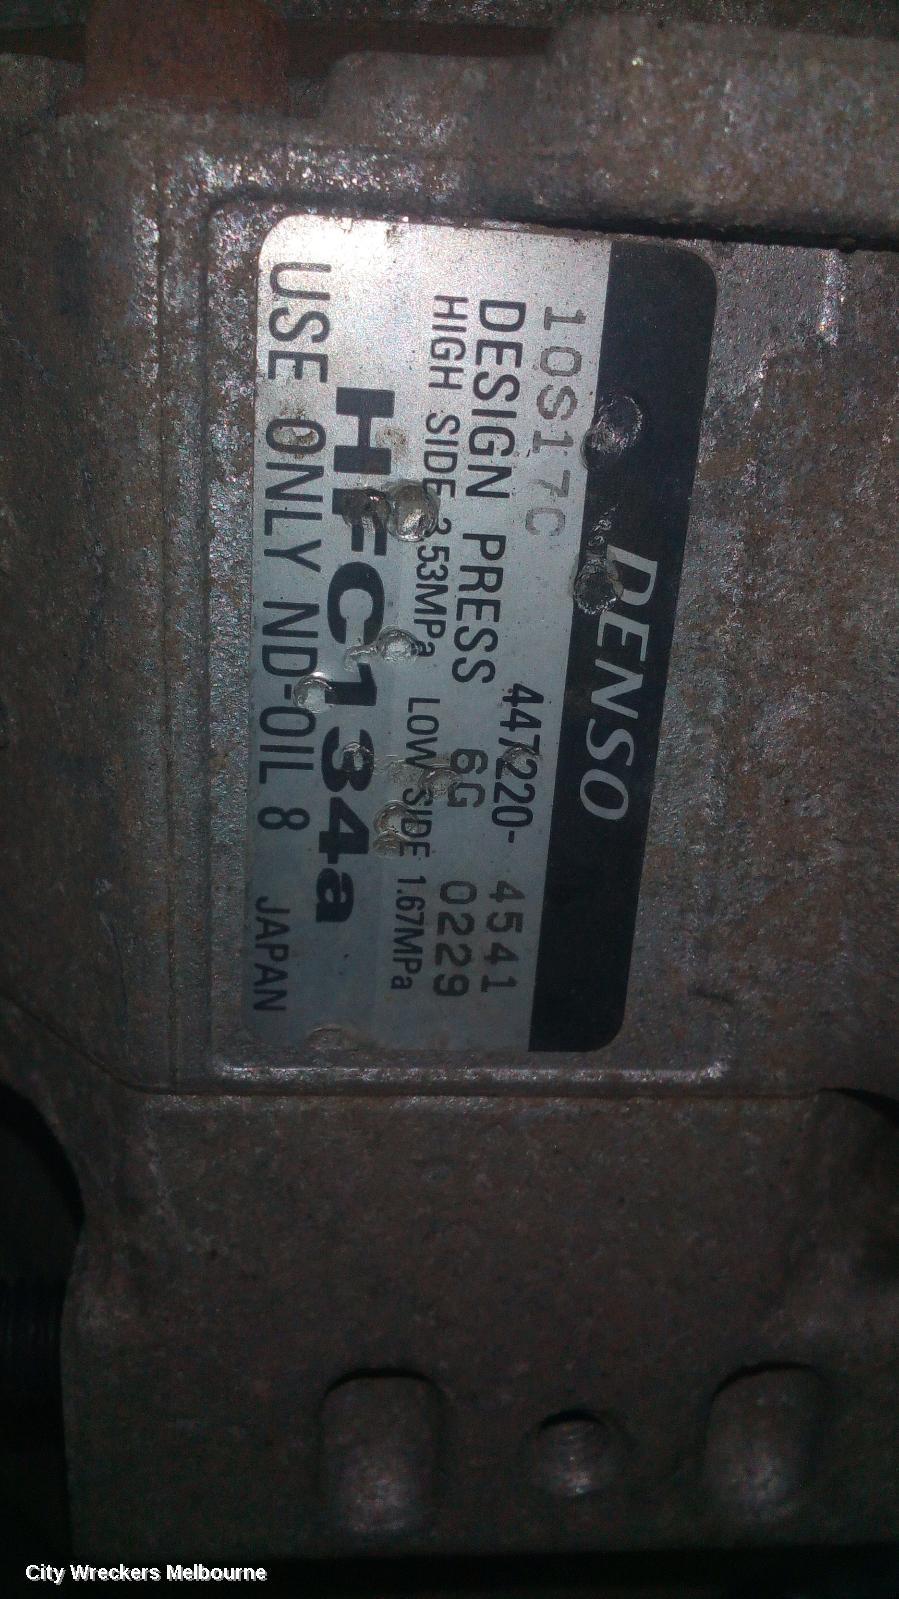 DENSO
10S17C 447220-4541
DESIGN PRESS 6G 0229
HIGH SIDE 3.53MPa LOW SIDE 1.67MPa
HFC134a
USE ONLY ND-OIL 8 JAPAN
City Wreckers Melbourne